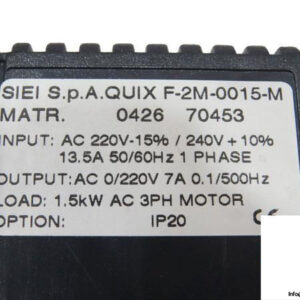 SIEI S.p.A.QUIX F-2M-0015-M
MATR. 0426 70453
INPUT: AC 220V-15% / 240V + 10%
13.5A 50/60Hz 1 PHASE
OUTPUT:AC 0/220V 7A 0.1/500Hz
LOAD: 1.5kW AC 3PH MOTOR
OPTION: IP20 CE